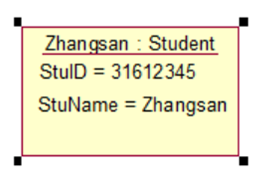 Zhangsan : Student
StuID = 31612345
StuName = Zhangsan